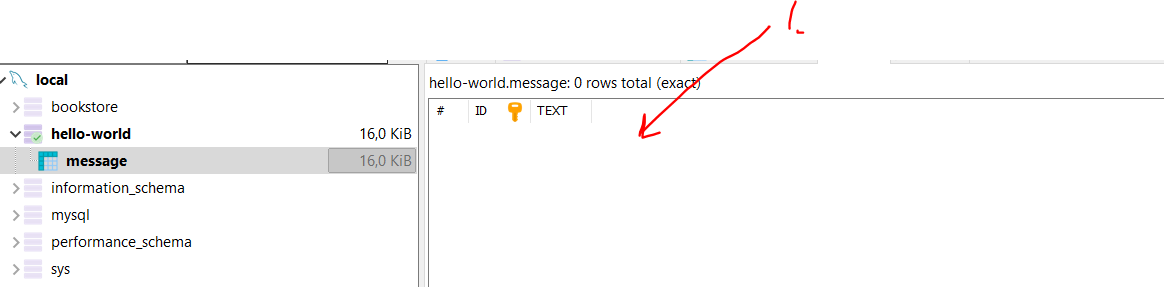 local
bookstore
hello-world 16,0 KiB
message 16,0 KiB
information_schema
mysql
performance_schema
sys
hello-world.message: 0 rows total (exact)
# ID TEXT